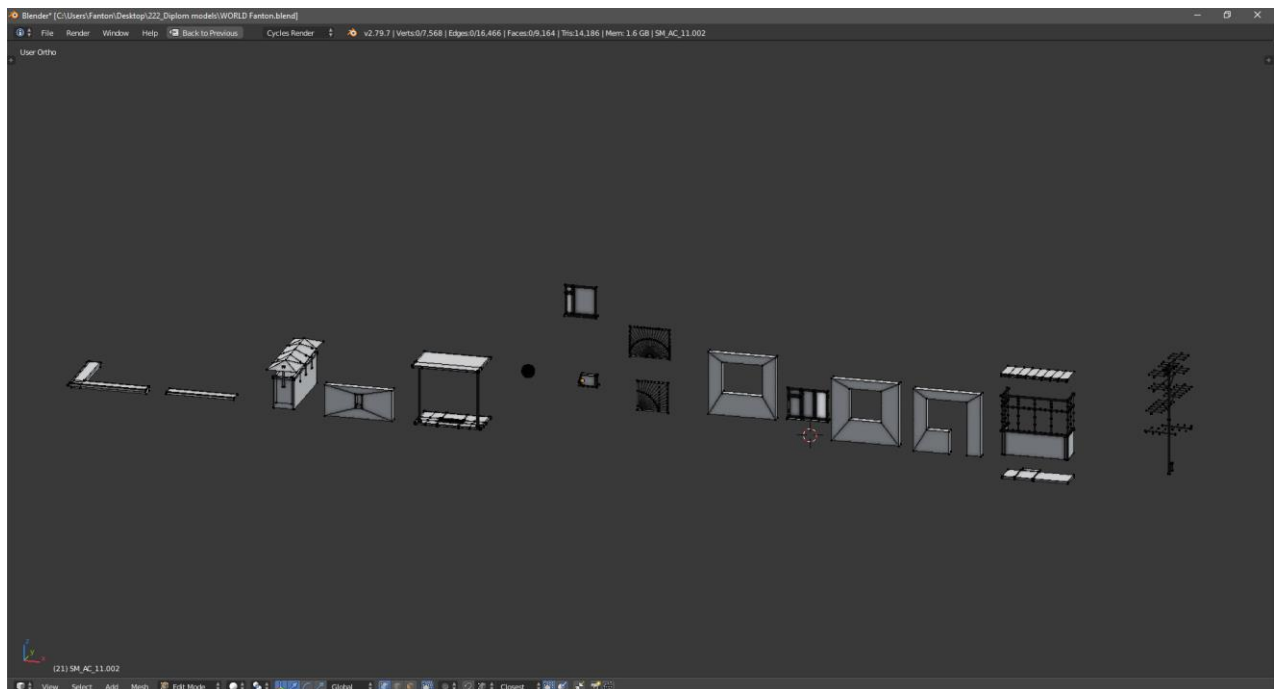 Blender* [C:\Users\Fanton\Desktop\222_Diplom models\WORLD Fanton.blend]
File Render Window Help Back to Previous Cycles Render v2.79.7 | Verts:0/7,568 | Edges:0/16,466 | Faces:0/9,164 | Tris:14,186 | Mem: 1.6 GB | SM_AC_11.002
User Ortho
z
y
x
(21) SM_AC_11.002
View Select Add Mesh Edit Mode Global Closest